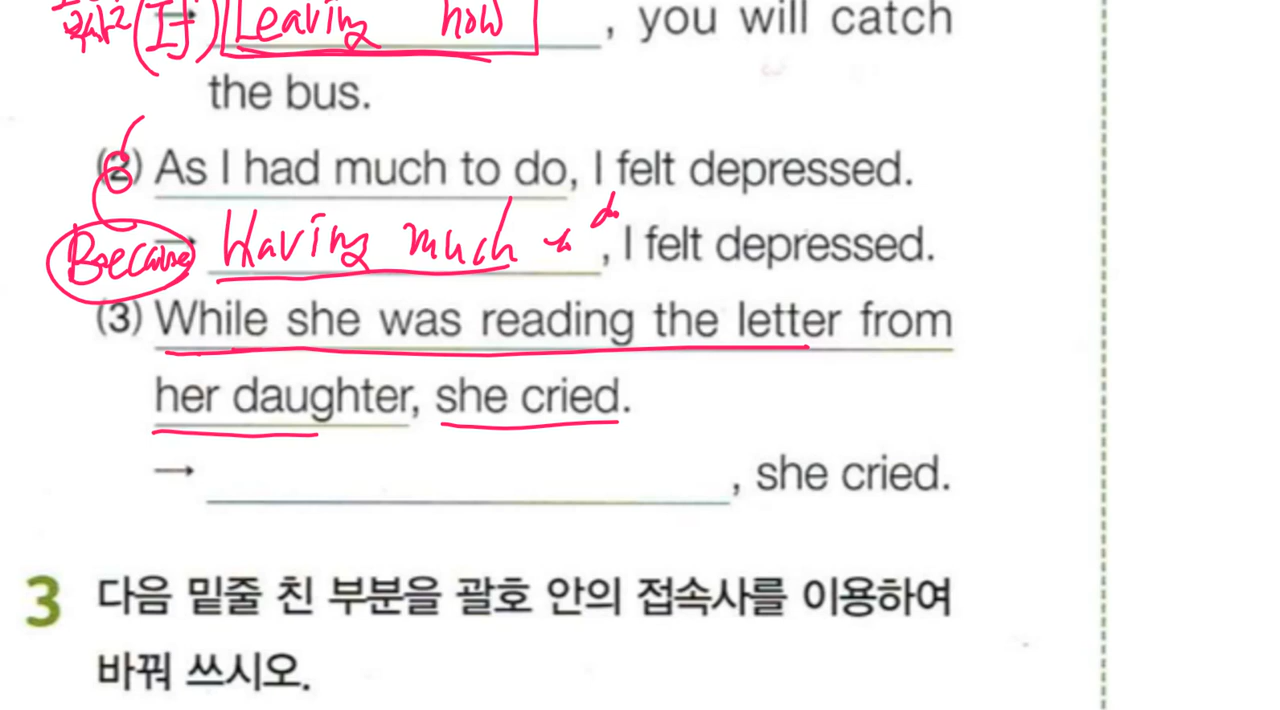 (If) Leaving now , you will catch
the bus.
(2) As I had much to do, I felt depressed.
Because → Having much to do , I felt depressed.
(3) While she was reading the letter from
her daughter, she cried.
→ , she cried.
3 다음 밑줄 친 부분을 괄호 안의 접속사를 이용하여
바꿔 쓰시오.